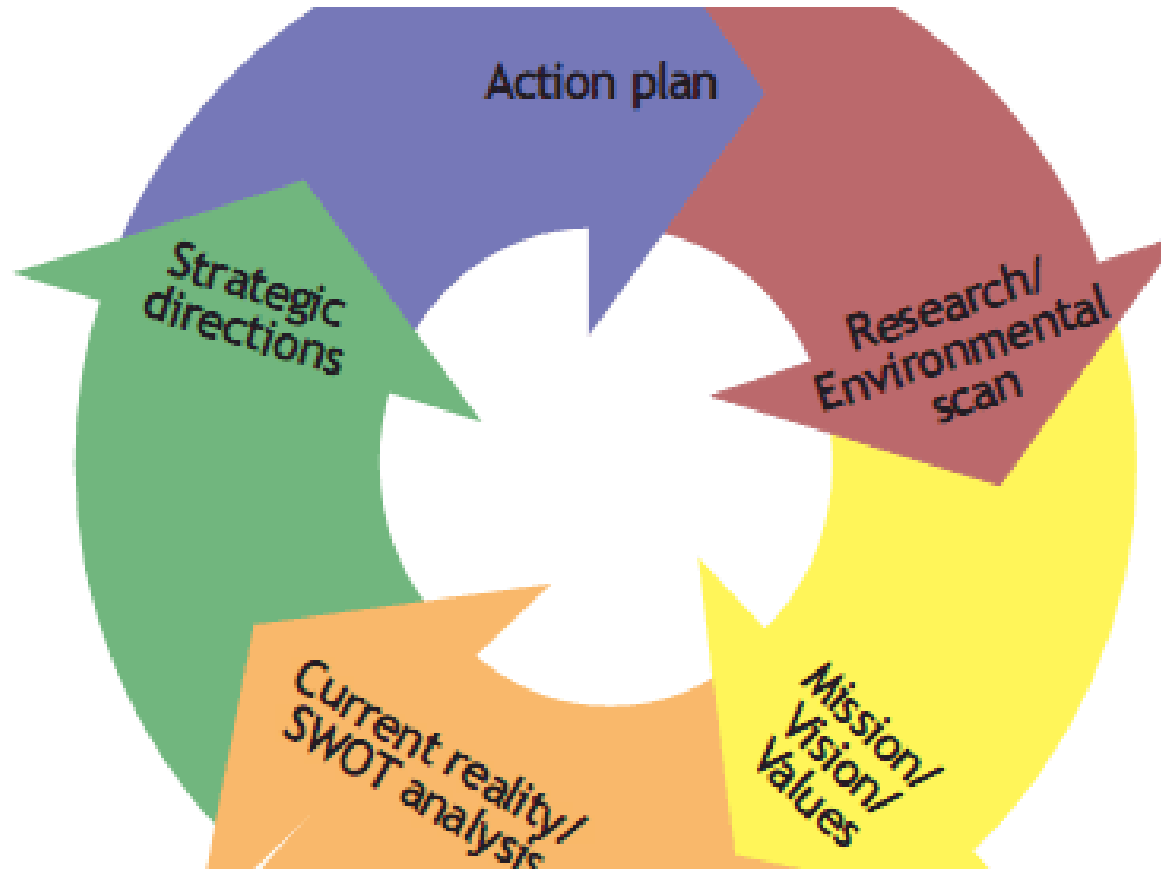 Action plan
Research/
Environmental
scan
Mission/
Vision/
Values
Current reality/
SWOT analysis
Strategic
directions